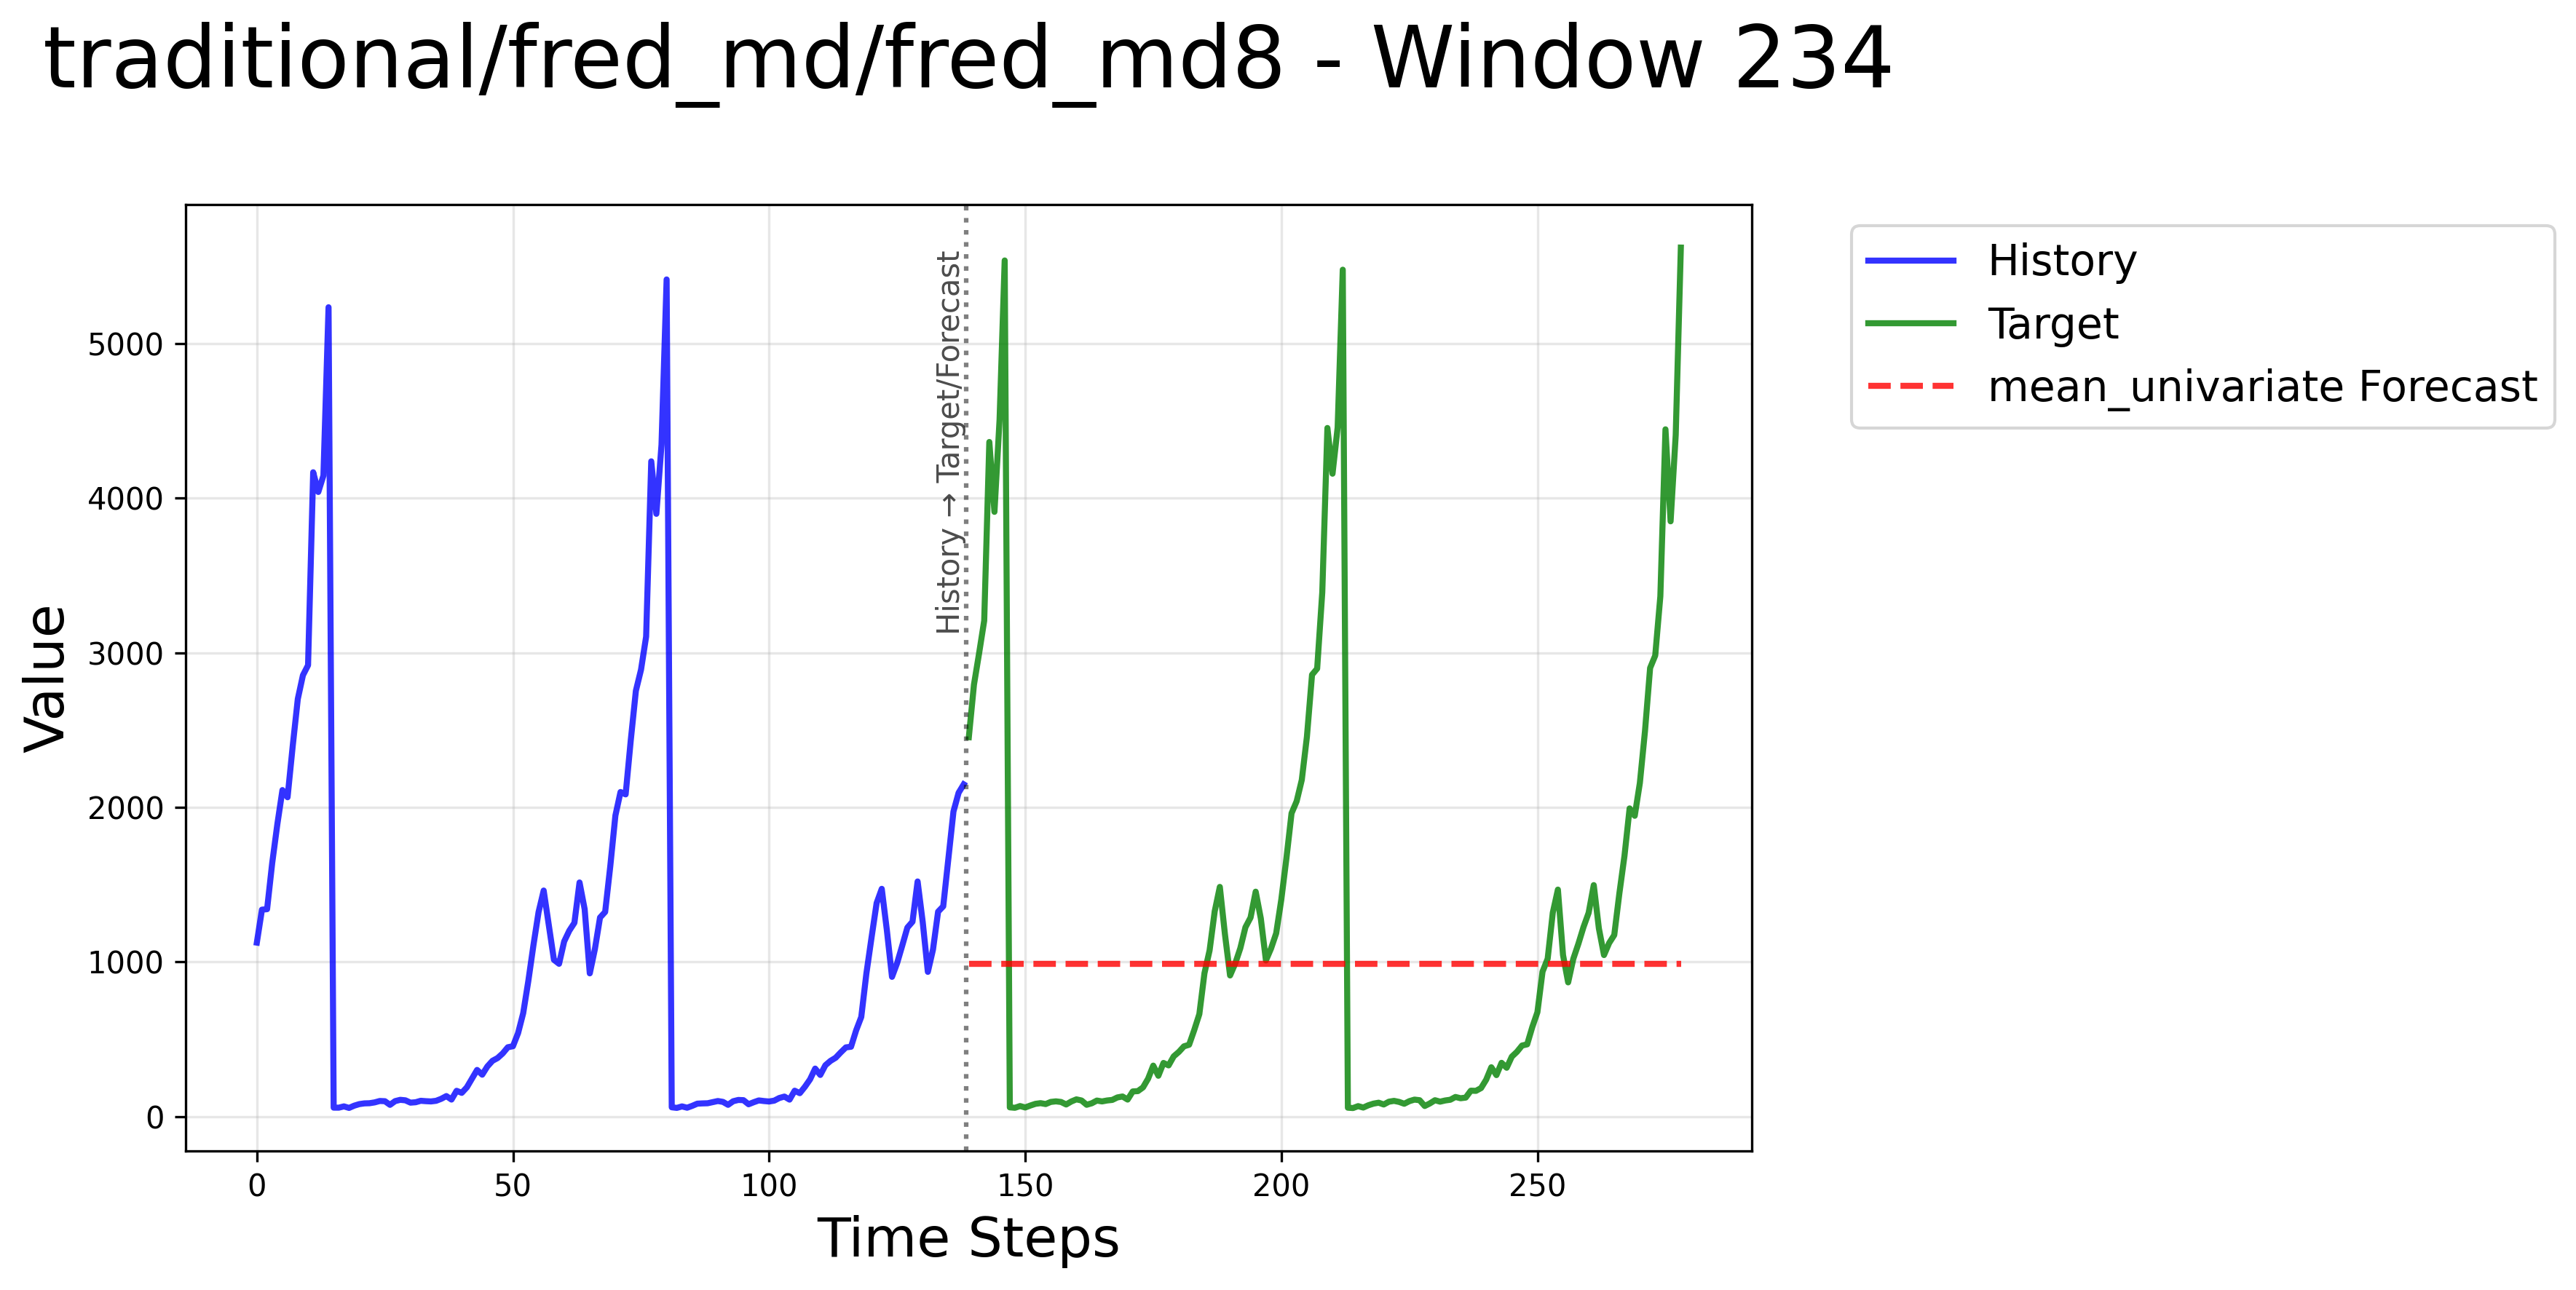 traditional/fred_md/fred_md8 - Window 234
History
Target
mean_univariate Forecast
History → Target/Forecast
Value
5000
4000
3000
2000
1000
0
0
50
100
150
200
250
Time Steps